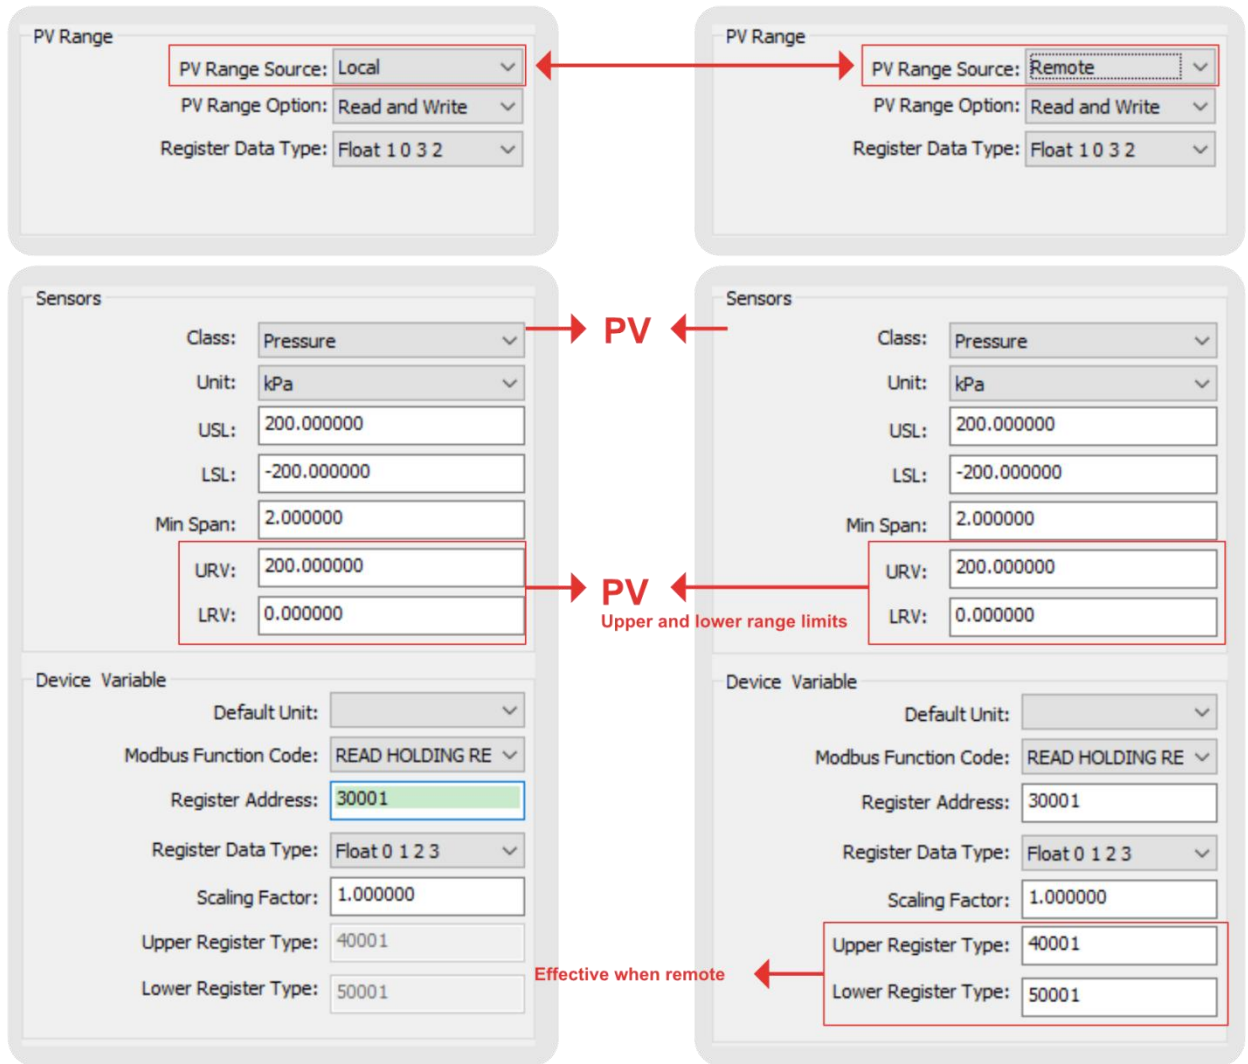 PV Range
PV Range Source: Local
PV Range Option: Read and Write
Register Data Type: Float 1 0 3 2
PV Range
PV Range Source: Remote
PV Range Option: Read and Write
Register Data Type: Float 1 0 3 2
Sensors
Class: Pressure
Unit: kPa
USL: 200.000000
LSL: -200.000000
Min Span: 2.000000
URV: 200.000000
LRV: 0.000000
Device Variable
Default Unit:
Modbus Function Code: READ HOLDING RE
Register Address: 30001
Register Data Type: Float 0 1 2 3
Scaling Factor: 1.000000
Upper Register Type: 40001
Lower Register Type: 50001
PV
PV
Upper and lower range limits
Effective when remote
Sensors
Class: Pressure
Unit: kPa
USL: 200.000000
LSL: -200.000000
Min Span: 2.000000
URV: 200.000000
LRV: 0.000000
Device Variable
Default Unit:
Modbus Function Code: READ HOLDING RE
Register Address: 30001
Register Data Type: Float 0 1 2 3
Scaling Factor: 1.000000
Upper Register Type: 40001
Lower Register Type: 50001